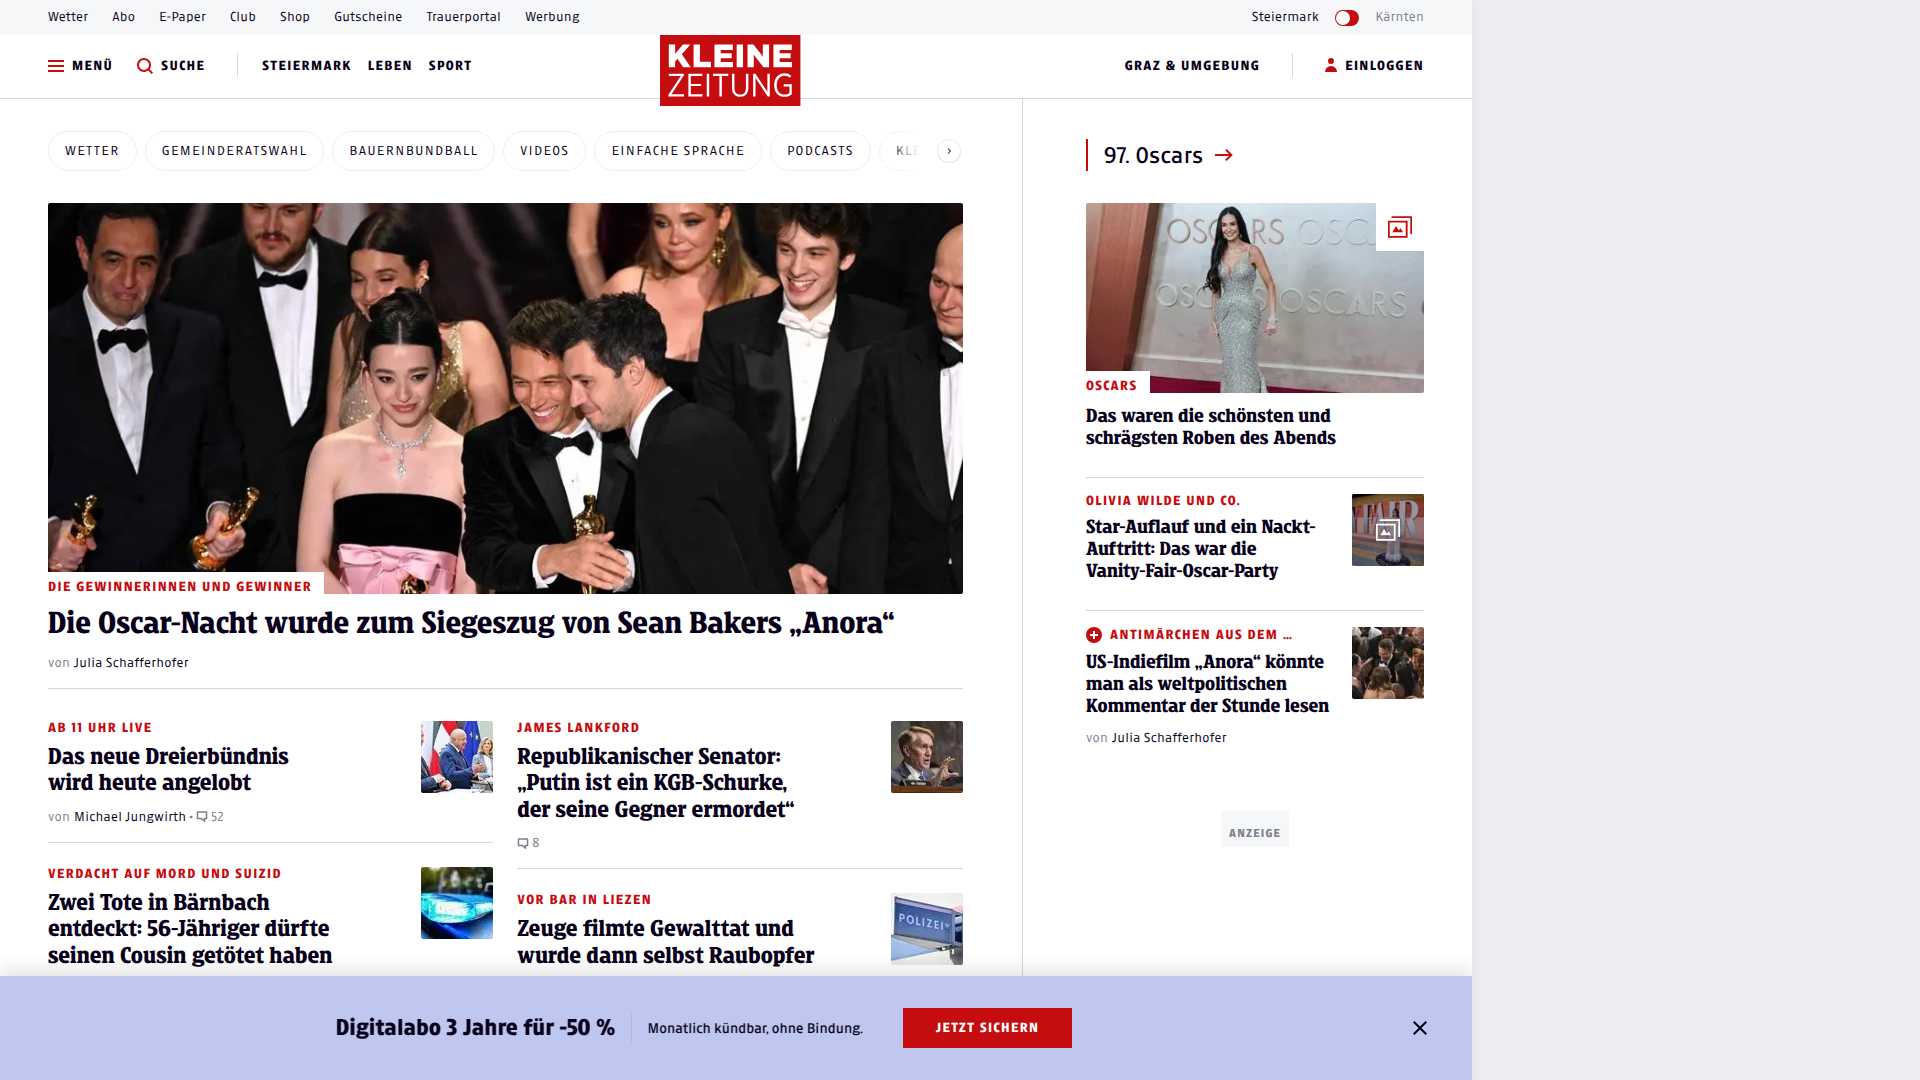 Wetter Abo E-Paper Club Shop Gutscheine Trauerportal Werbung Steiermark Kärnten
MENÜ SUCHE STEIERMARK LEBEN SPORT KLEINE ZEITUNG GRAZ & UMGEBUNG EINLOGGEN
WETTER GEMEINDERATSWAHL BAUERNBUNDBALL VIDEOS EINFACHE SPRACHE PODCASTS KLE
DIE GEWINNERINNEN UND GEWINNER
Die Oscar-Nacht wurde zum Siegeszug von Sean Bakers „Anora“
von Julia Schafferhofer
AB 11 UHR LIVE
Das neue Dreierbündnis
wird heute angelobt
von Michael Jungwirth • 52
VERDACHT AUF MORD UND SUIZID
Zwei Tote in Bärnbach
entdeckt: 56-Jähriger dürfte
seinen Cousin getötet haben
JAMES LANKFORD
Republikanischer Senator:
„Putin ist ein KGB-Schurke,
der seine Gegner ermordet“
8
VOR BAR IN LIEZEN
Zeuge filmte Gewalttat und
wurde dann selbst Raubopfer
POLIZEI
97. Oscars
OSCARS OSC
OSC OSCARS
OSCARS
Das waren die schönsten und
schrägsten Roben des Abends
OLIVIA WILDE UND CO.
Star-Auflauf und ein Nackt-
Auftritt: Das war die
Vanity-Fair-Oscar-Party
FAIR
ANTIMÄRCHEN AUS DEM ...
US-Indiefilm „Anora“ könnte
man als weltpolitischen
Kommentar der Stunde lesen
von Julia Schafferhofer
ANZEIGE
Digitalabo 3 Jahre für -50 % Monatlich kündbar, ohne Bindung. JETZT SICHERN